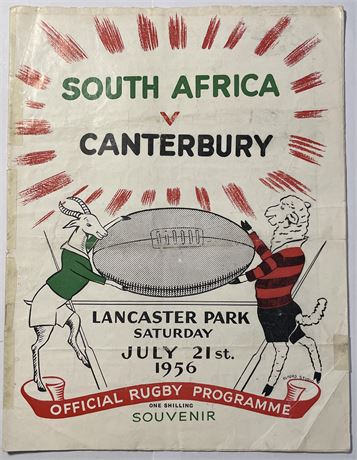 SOUTH AFRICA
V
CANTERBURY
LANCASTER PARK
SATURDAY
JULY 21st.
1956
OFFICIAL RUGBY PROGRAMME
ONE SHILLING
SOUVENIR